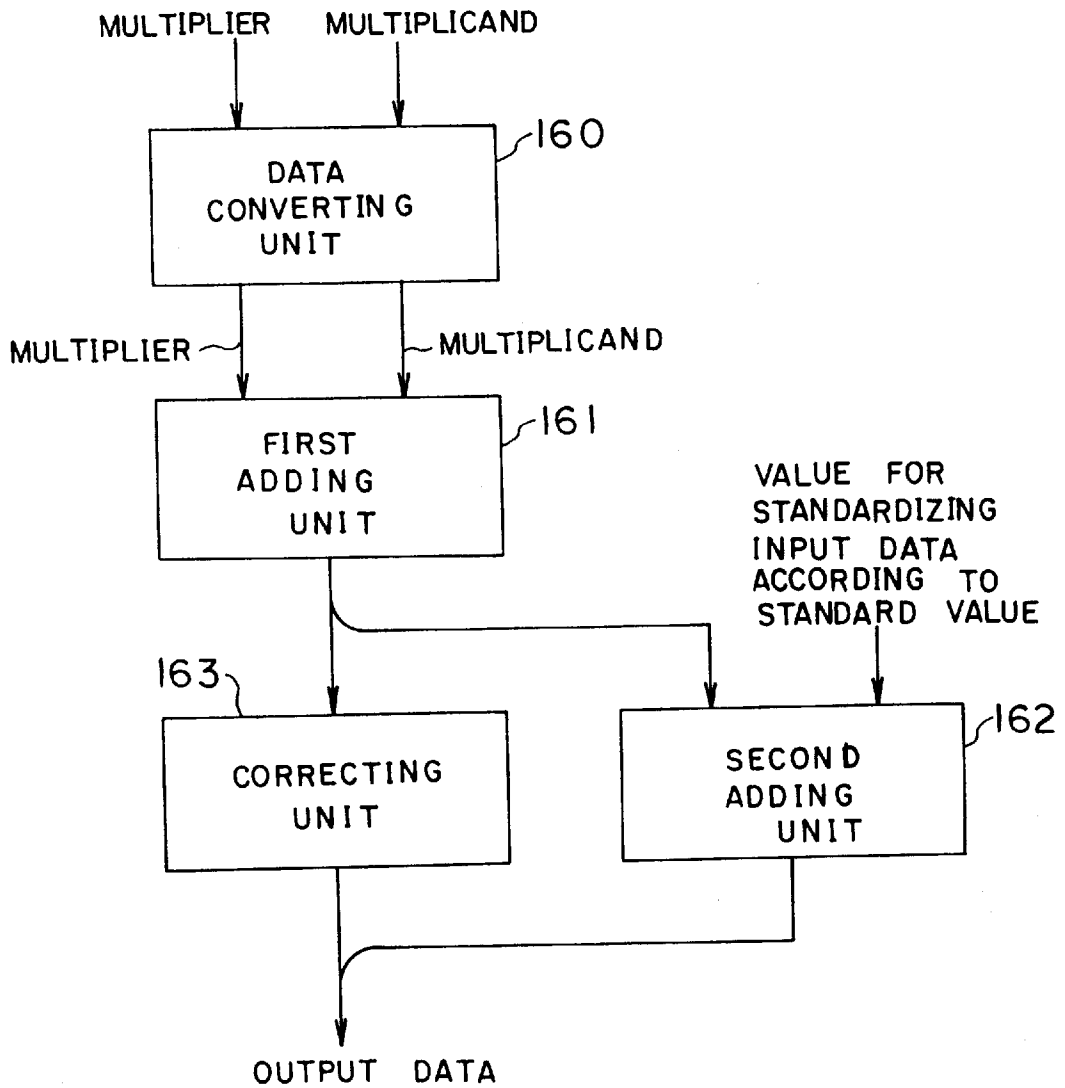 MULTIPLIER MULTIPLICAND
160
DATA
CONVERTING
UNIT
MULTIPLIER
MULTIPLICAND
161
FIRST
ADDING
UNIT
VALUE FOR
STANDARDIZING
INPUT DATA
ACCORDING TO
STANDARD VALUE
163
CORRECTING
UNIT
162
SECOND
ADDING
UNIT
OUTPUT DATA